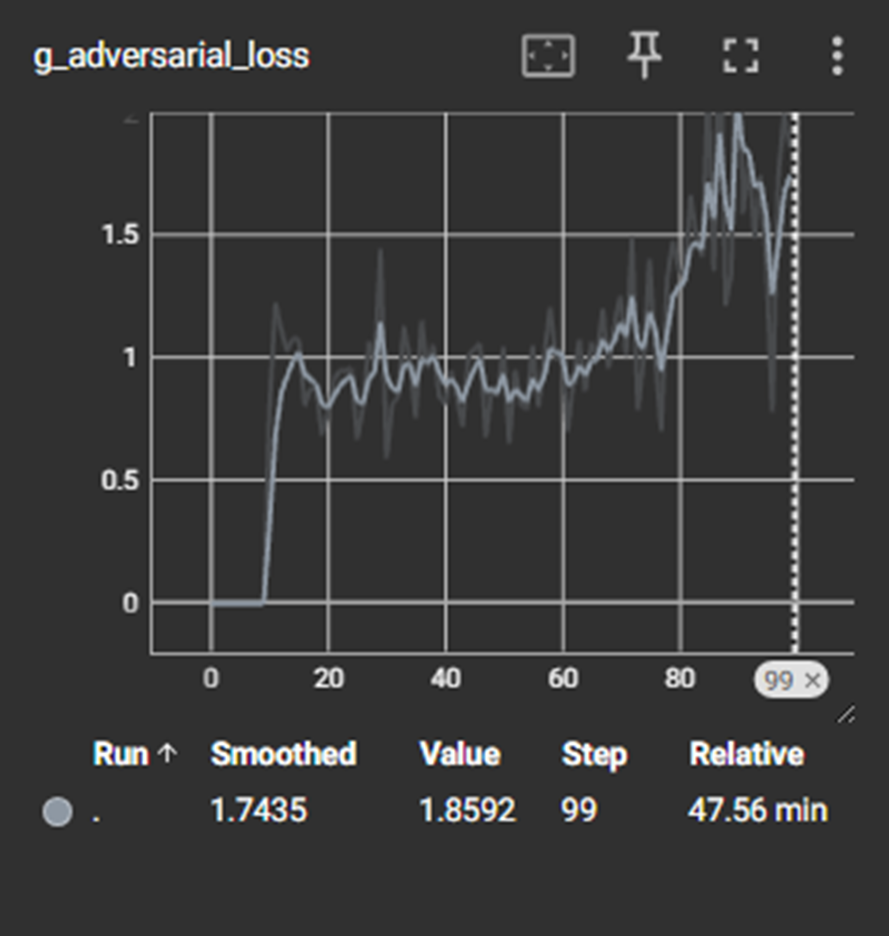 g_adversarial_loss
2
1.5
1
0.5
0
0 20 40 60 80 99 ×
Run ↑ Smoothed Value Step Relative
. 1.7435 1.8592 99 47.56 min